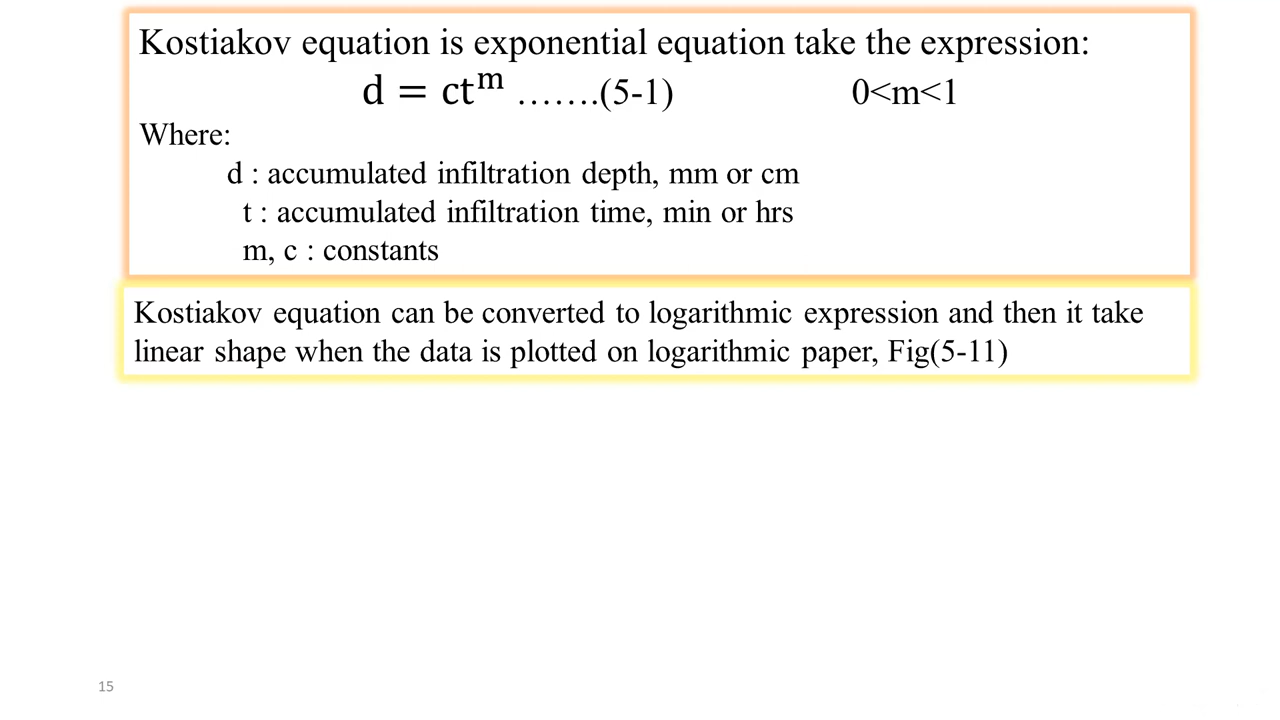 Kostiakov equation is exponential equation take the expression:
d = ctᵐ …….(5-1) 0<m<1
Where:
d : accumulated infiltration depth, mm or cm
t : accumulated infiltration time, min or hrs
m, c : constants
Kostiakov equation can be converted to logarithmic expression and then it take
linear shape when the data is plotted on logarithmic paper, Fig(5-11)
15